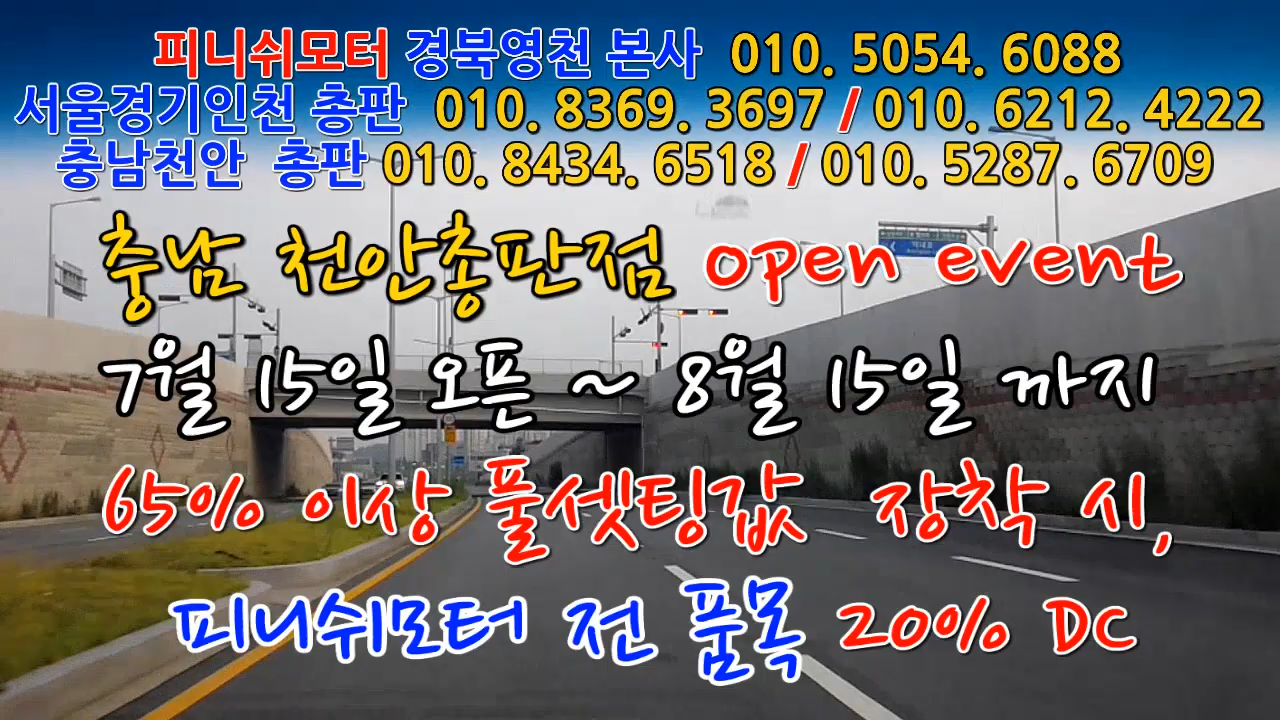 피니쉬모터 경북영천 본사 010. 5054. 6088
서울경기인천 총판 010. 8369. 3697 / 010. 6212. 4222
충남천안 총판 010. 8434. 6518 / 010. 5287. 6709
충남 천안총판점 open event
7월 15일 오픈 ~ 8월 15일 까지
65% 이상 풀셋팅값 장착 시,
피니쉬모터 전 품목 20% DC